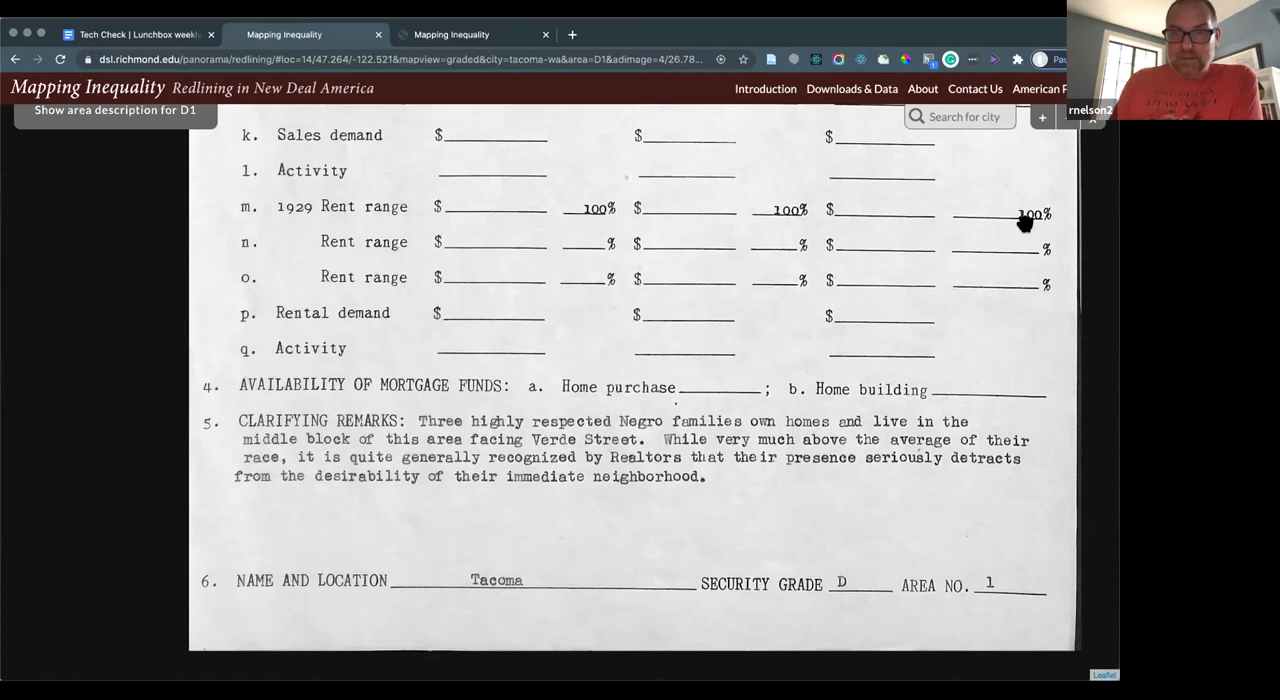 Tech Check | Lunchbox weekly
Mapping Inequality
Mapping Inequality
dsl.richmond.edu/panorama/redlining/#loc=14/47.264/-122.521&mapview=graded&city=tacoma-wa&area=D1&adimage=4/26.78...
Mapping Inequality Redlining in New Deal America
Introduction Downloads & Data About Contact Us American
rnelson2
Show area description for D1
Search for city
+
k. Sales demand $ $ $
l. Activity
m. 1929 Rent range $ 100% $ 100% $ 100%
n. Rent range $ % $ % $ %
o. Rent range $ % $ % $ %
p. Rental demand $ $ $
q. Activity
4. AVAILABILITY OF MORTGAGE FUNDS: a. Home purchase ; b. Home building
5. CLARIFYING REMARKS: Three highly respected Negro families own homes and live in the
middle block of this area facing Verde Street. While very much above the average of their
race, it is quite generally recognized by Realtors that their presence seriously detracts
from the desirability of their immediate neighborhood.
6. NAME AND LOCATION Tacoma SECURITY GRADE D AREA NO. 1
Leaflet